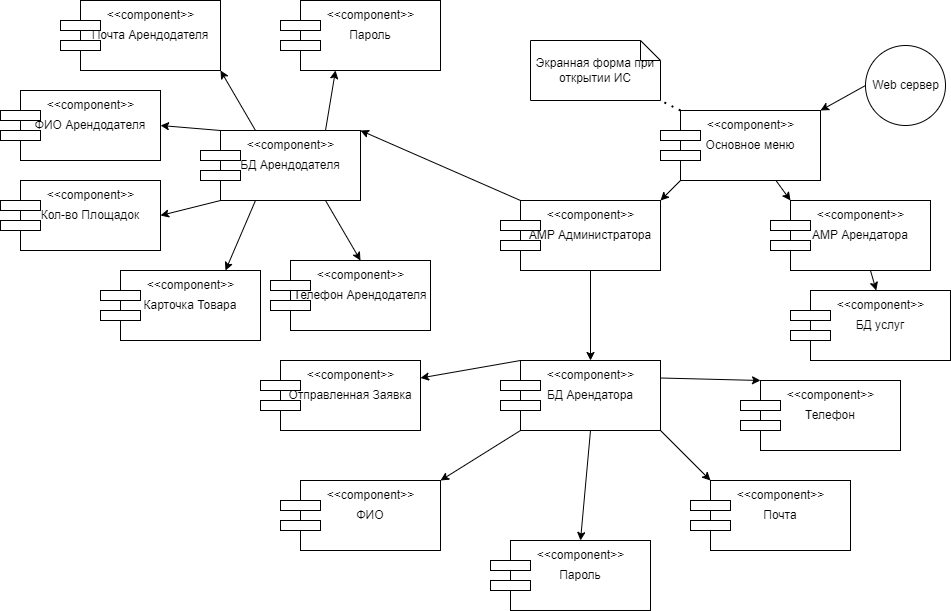 <<component>>
Почта Арендодателя
<<component>>
Пароль
Экранная форма при
открытии ИС
Web сервер
<<component>>
ФИО Арендодателя
<<component>>
БД Арендодателя
<<component>>
Основное меню
<<component>>
Кол-во Площадок
<<component>>
АМР Администратора
<<component>>
АМР Арендатора
<<component>>
Карточка Товара
<<component>>
Телефон Арендодателя
<<component>>
БД услуг
<<component>>
Отправленная Заявка
<<component>>
БД Арендатора
<<component>>
Телефон
<<component>>
ФИО
<<component>>
Почта
<<component>>
Пароль